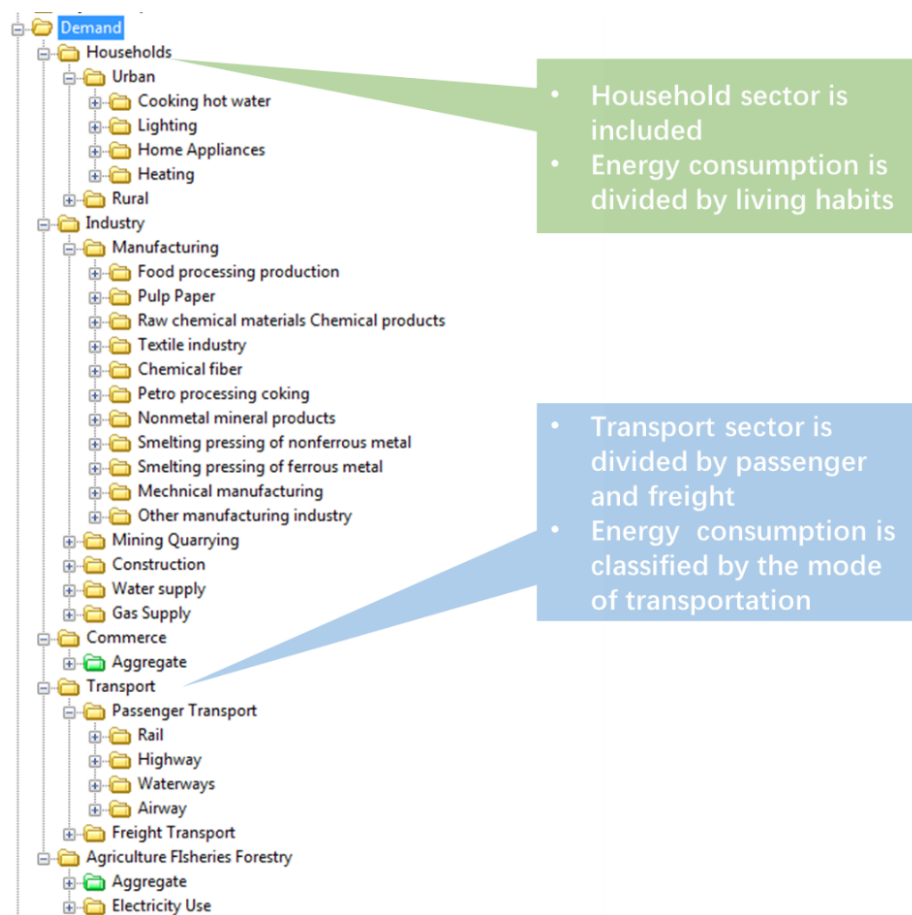 Demand
Households
Urban
Cooking hot water
Lighting
Home Appliances
Heating
Rural
Industry
Manufacturing
Food processing production
Pulp Paper
Raw chemical materials Chemical products
Textile industry
Chemical fiber
Petro processing coking
Nonmetal mineral products
Smelting pressing of nonferrous metal
Smelting pressing of ferrous metal
Mechnical manufacturing
Other manufacturing industry
Mining Quarrying
Construction
Water supply
Gas Supply
Commerce
Aggregate
Transport
Passenger Transport
Rail
Highway
Waterways
Airway
Freight Transport
Agriculture FIsheries Forestry
Aggregate
Electricity Use
• Household sector is
included
• Energy consumption is
divided by living habits
• Transport sector is
divided by passenger
and freight
• Energy consumption is
classified by the mode
of transportation